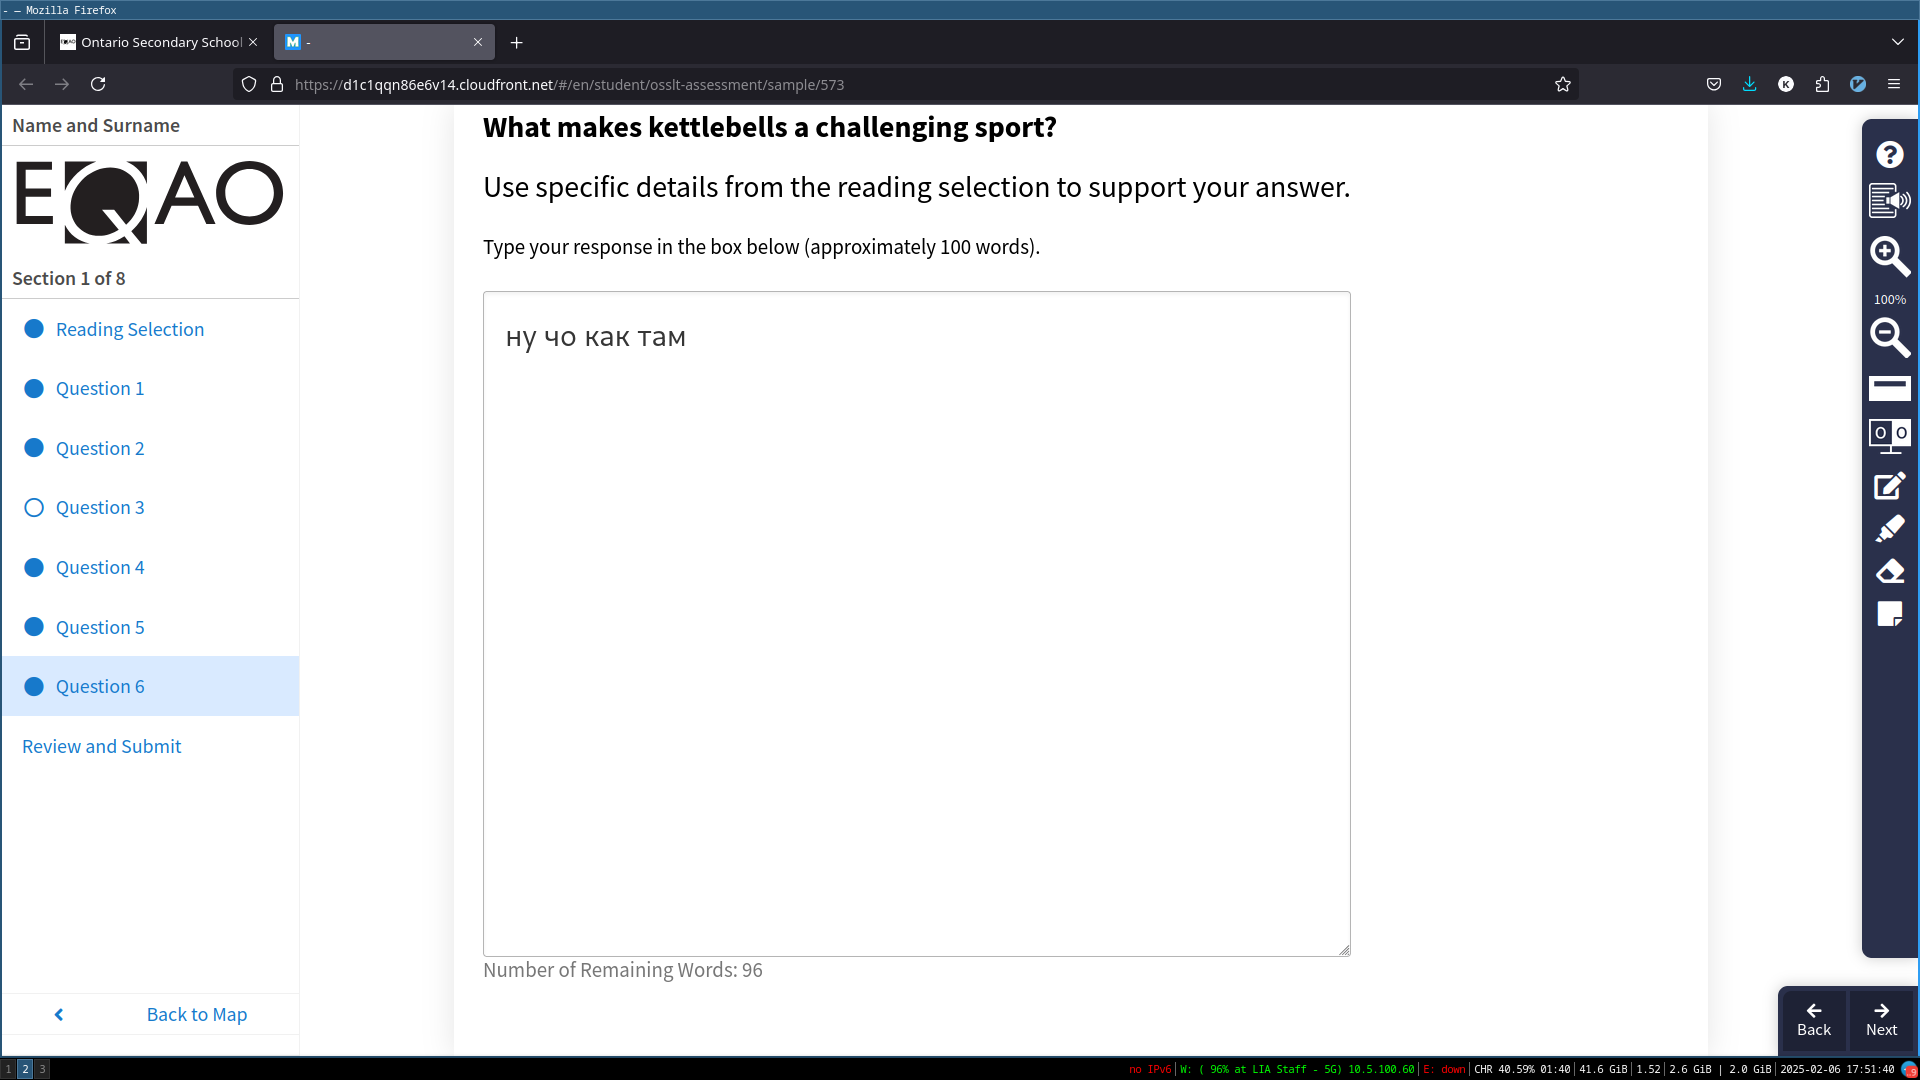 - — Mozilla Firefox
Ontario Secondary School
M -
https://d1c1qqn86e6v14.cloudfront.net/#/en/student/osslt-assessment/sample/573
K
Name and Surname
EQAO
Section 1 of 8
Reading Selection
Question 1
Question 2
Question 3
Question 4
Question 5
Question 6
Review and Submit
Back to Map
What makes kettlebells a challenging sport?
Use specific details from the reading selection to support your answer.
Type your response in the box below (approximately 100 words).
ну чо как там
Number of Remaining Words: 96
100%
Back
Next
1 2 3
no IPv6 | W: ( 96% at LIA Staff - 5G) 10.5.100.60 | E: down | CHR 40.59% 01:40 | 41.6 GiB | 1.52 | 2.6 GiB | 2.0 GiB | 2025-02-06 17:51:40